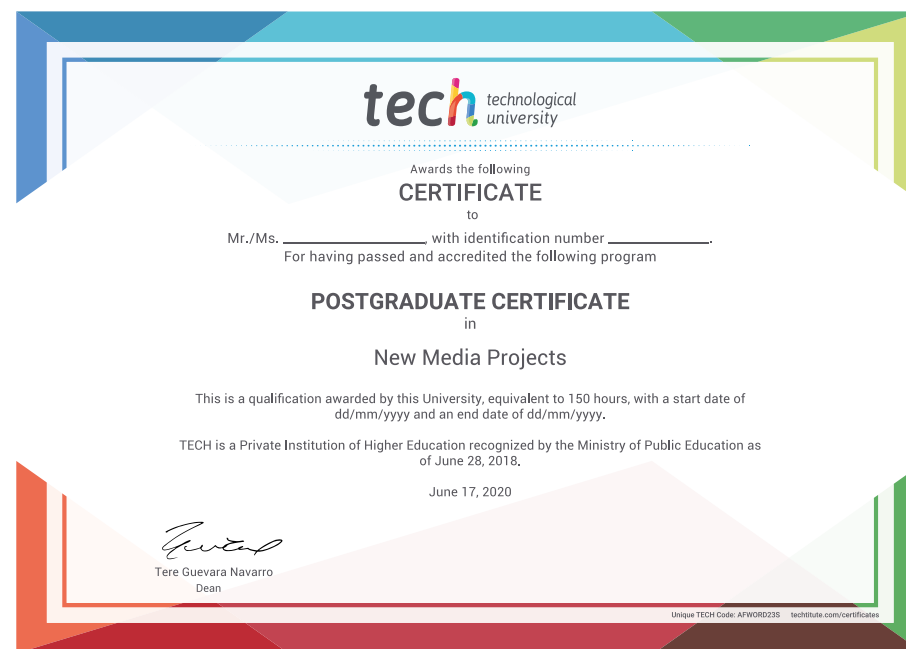 tech technological
university
Awards the following
CERTIFICATE
to
Mr./Ms. ____________________, with identification number ______________.
For having passed and accredited the following program
POSTGRADUATE CERTIFICATE
in
New Media Projects
This is a qualification awarded by this University, equivalent to 150 hours, with a start date of
dd/mm/yyyy and an end date of dd/mm/yyyy.
TECH is a Private Institution of Higher Education recognized by the Ministry of Public Education as
of June 28, 2018.
June 17, 2020
Tere Guevara Navarro
Dean
Unique TECH Code: AFWORD23S techtitute.com/certificates